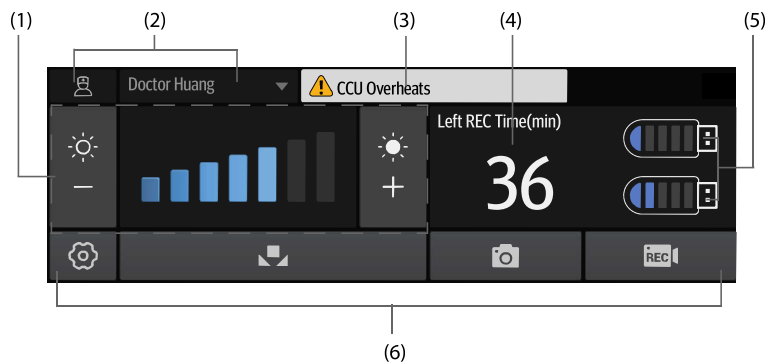 (1) (2) (3) (4) (5)
Doctor Huang CCU Overheats
Left REC Time(min)
36
REC
(6)